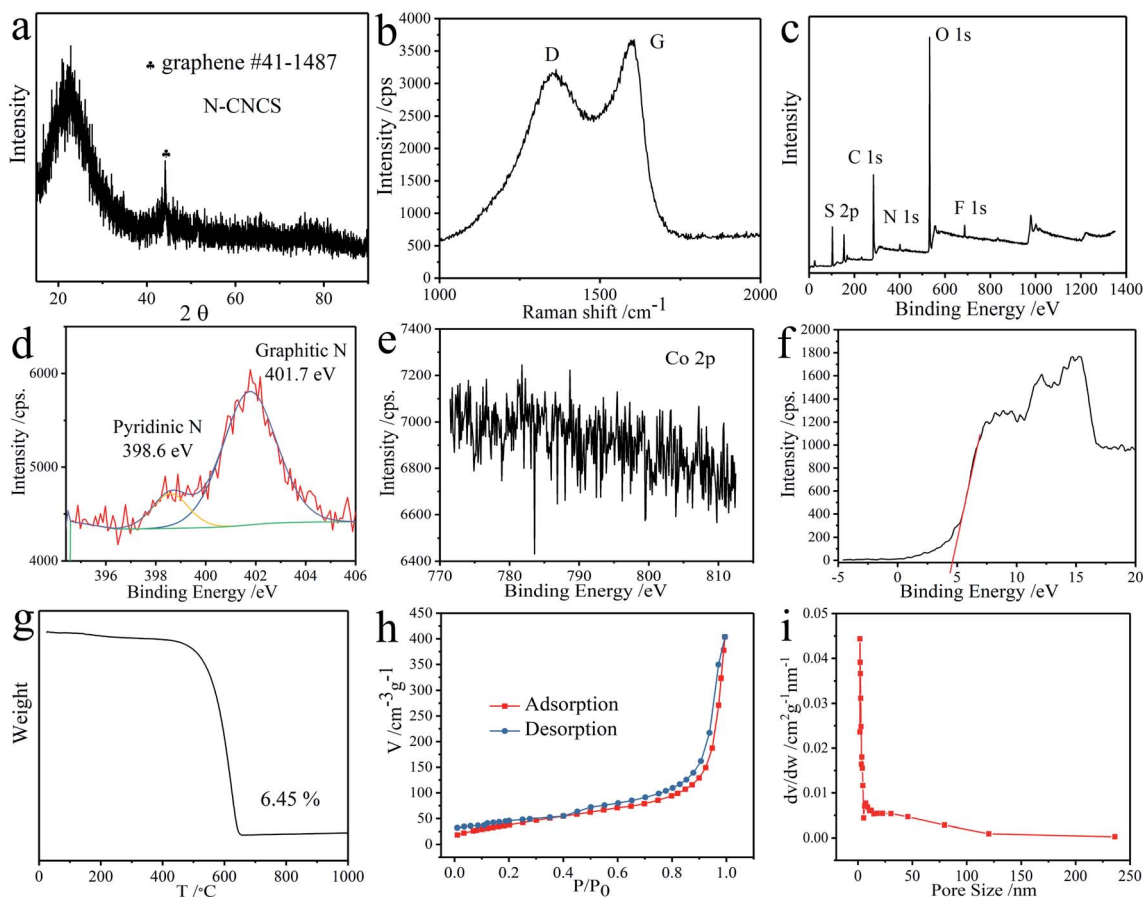 a
Intensity
♣ graphene #41-1487
N-CNCS
♣
20 40 60 80
2 θ
b
Intensity /cps
4000
3500
3000
2500
2000
1500
1000
500
0
D
G
1000 1500 2000
Raman shift /cm-1
c
Intensity
O 1s
C 1s
S 2p
N 1s
F 1s
0 200 400 600 800 1000 1200 1400
Binding Energy /eV
d
Intensity /cps.
6000
5000
4000
Graphitic N
401.7 eV
Pyridinic N
398.6 eV
396 398 400 402 404 406
Binding Energy /eV
e
Intensity /cps.
7400
7200
7000
6800
6600
6400
Co 2p
770 780 790 800 810
Binding Energy /eV
f
Intensity /cps.
2000
1800
1600
1400
1200
1000
800
600
400
200
0
-5 0 5 10 15 20
Binding Energy /eV
g
Weight
6.45 %
0 200 400 600 800 1000
T /°C
h
V /cm-3g-1
450
400
350
300
250
200
150
100
50
0
Adsorption
Desorption
0.0 0.2 0.4 0.6 0.8 1.0
P/P0
i
dv/dw /cm2g-1nm-1
0.05
0.04
0.03
0.02
0.01
0.00
0 50 100 150 200 250
Pore Size /nm